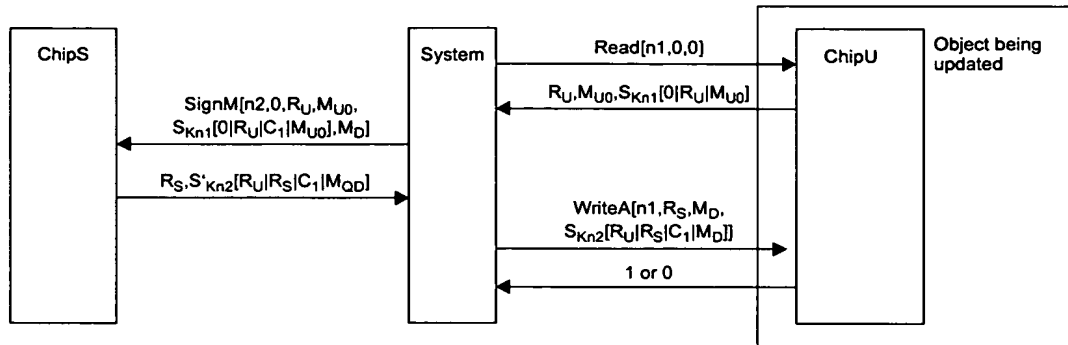 ChipS
System
Read[n1,0,0]
ChipU
Object being
updated
R_U,M_U0,S_Kn1[0|R_U|M_U0]
SignM[n2,0,R_U,M_U0,
S_Kn1[0|R_U|C_1|M_U0],M_D]
R_S,S'_Kn2[R_U|R_S|C_1|M_QD]
WriteA[n1,R_S,M_D,
S_Kn2[R_U|R_S|C_1|M_D]]
1 or 0